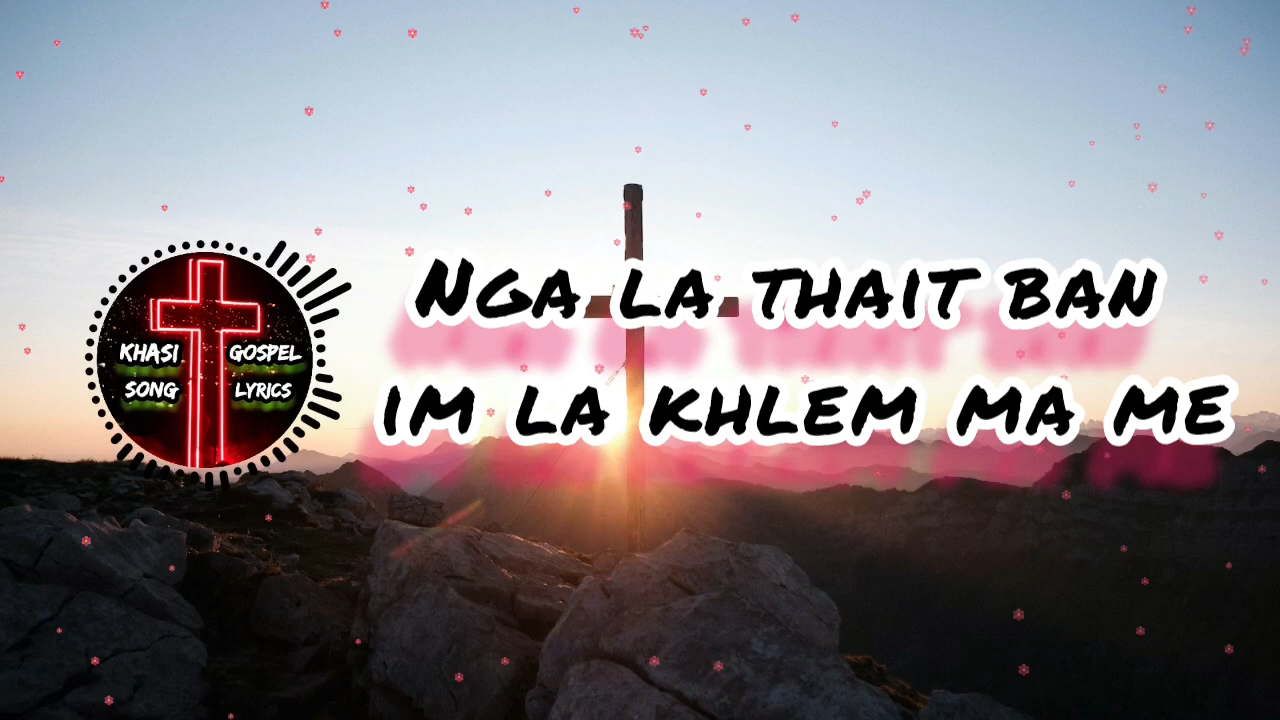 KHASI GOSPEL
SONG LYRICS
NGA LA THAIT BAN
IM LA KHLEM MA ME